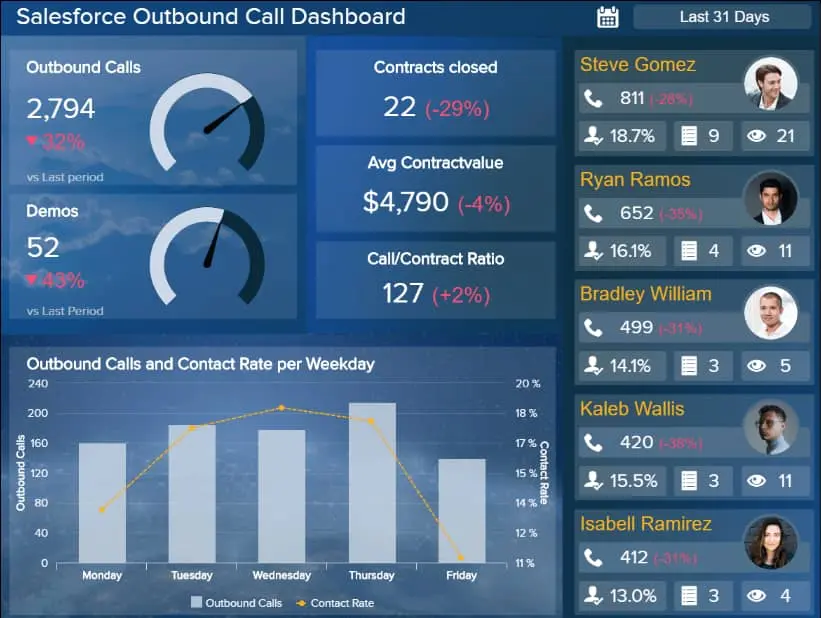 Salesforce Outbound Call Dashboard
Last 31 Days
Outbound Calls
2,794
32%
vs Last period
Demos
52
43%
vs Last Period
Contracts closed
22 (-29%)
Avg Contractvalue
$4,790 (-4%)
Call/Contract Ratio
127 (+2%)
Outbound Calls and Contact Rate per Weekday
Outbound Calls
240
200
160
120
80
40
0
20 %
18 %
17 %
15 %
14 %
12 %
11 %
Contact Rate
Monday Tuesday Wednesday Thursday Friday
Outbound Calls Contact Rate
Steve Gomez
811 (-28%)
18.7% 9 21
Ryan Ramos
652 (-35%)
16.1% 4 11
Bradley William
499 (-31%)
14.1% 3 5
Kaleb Wallis
420 (-38%)
15.5% 3 11
Isabell Ramirez
412 (-31%)
13.0% 3 4